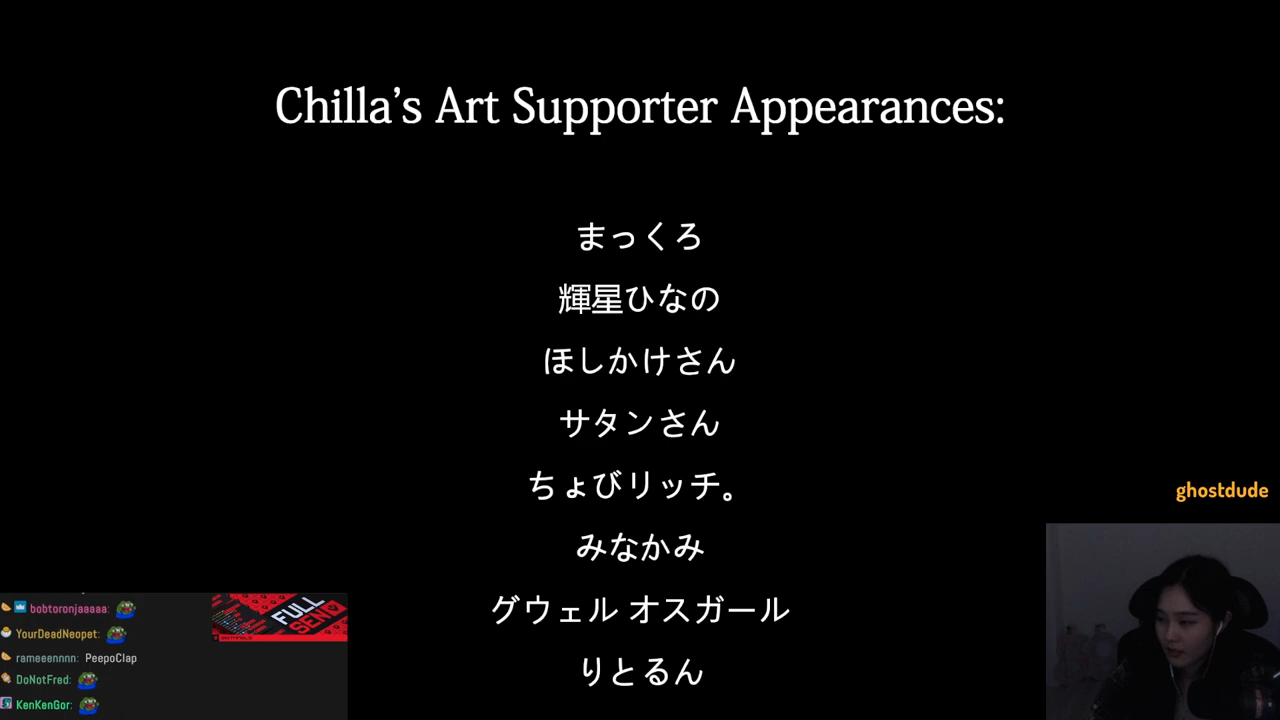 Chilla’s Art Supporter Appearances:
まっくろ
輝星ひなの
ほしかけさん
サタンさん
ちょびリッチ。
みなかみ
グウェル オスガール
りとるん
ghostdude
bobtoronjaaaaa:
YourDeadNeopet:
rameeennnn: PeepoClap
DoNotFred:
KenKenGor:
FULL
SEND